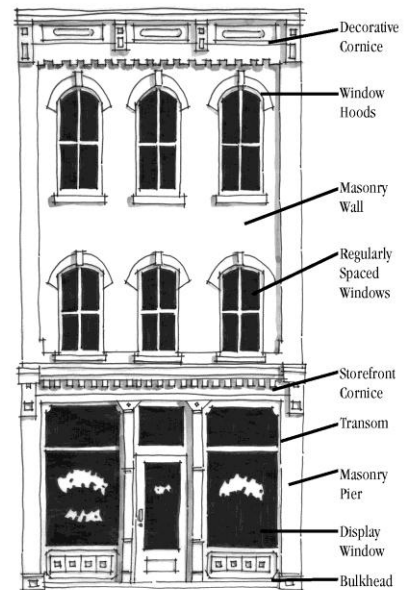 Decorative
Cornice
Window
Hoods
Masonry
Wall
Regularly
Spaced
Windows
Storefront
Cornice
Transom
Masonry
Pier
Display
Window
Bulkhead